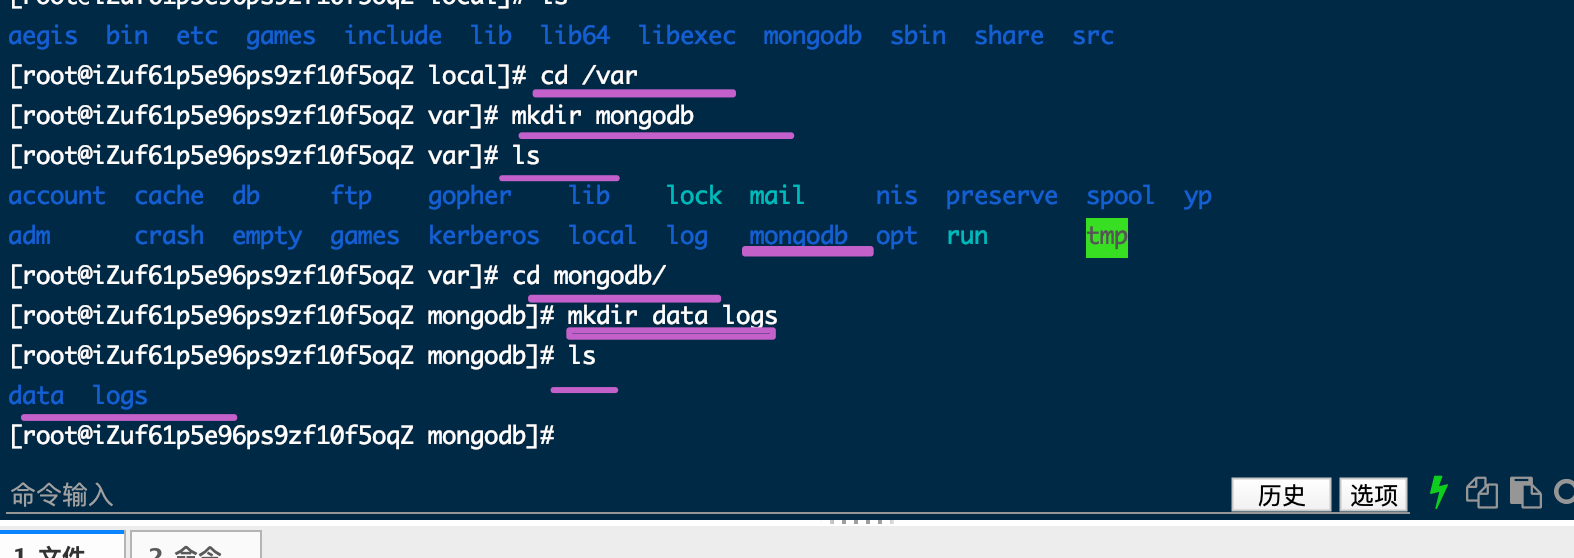 [root@iZuf61p5e96ps9zf10f5oqZ local]# ls
aegis bin etc games include lib lib64 libexec mongodb sbin share src
[root@iZuf61p5e96ps9zf10f5oqZ local]# cd /var
[root@iZuf61p5e96ps9zf10f5oqZ var]# mkdir mongodb
[root@iZuf61p5e96ps9zf10f5oqZ var]# ls
account cache db ftp gopher lib lock mail nis preserve spool yp
adm crash empty games kerberos local log mongodb opt run tmp
[root@iZuf61p5e96ps9zf10f5oqZ var]# cd mongodb/
[root@iZuf61p5e96ps9zf10f5oqZ mongodb]# mkdir data logs
[root@iZuf61p5e96ps9zf10f5oqZ mongodb]# ls
data logs
[root@iZuf61p5e96ps9zf10f5oqZ mongodb]#
命令输入 历史 选项
1 文件 2 命令